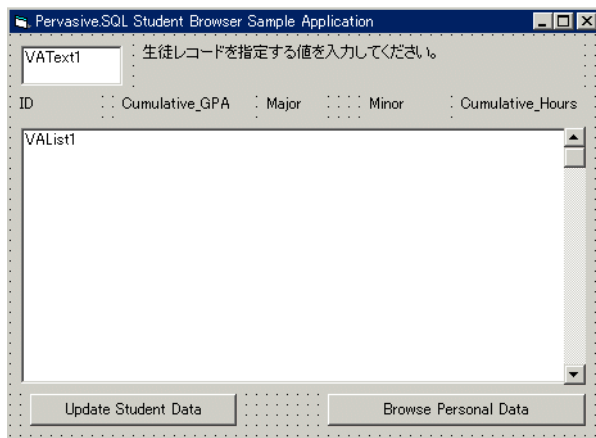 Pervasive.SQL Student Browser Sample Application
VAText1
生徒レコードを指定する値を入力してください。
ID Cumulative_GPA Major Minor Cumulative_Hours
VAList1
Update Student Data Browse Personal Data